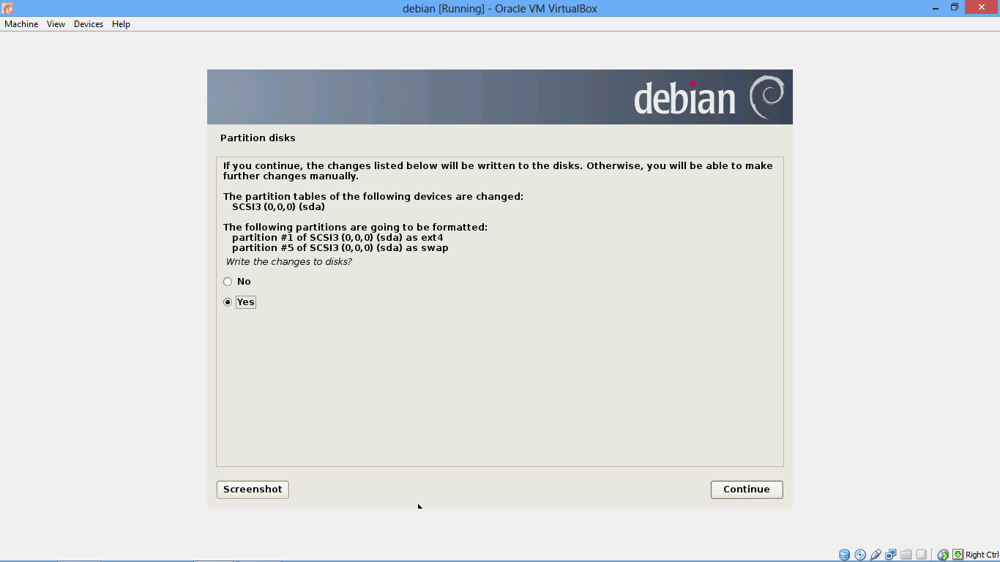 debian [Running] - Oracle VM VirtualBox
Machine View Devices Help
debian
Partition disks
If you continue, the changes listed below will be written to the disks. Otherwise, you will be able to make
further changes manually.
The partition tables of the following devices are changed:
SCSI3 (0,0,0) (sda)
The following partitions are going to be formatted:
partition #1 of SCSI3 (0,0,0) (sda) as ext4
partition #5 of SCSI3 (0,0,0) (sda) as swap
Write the changes to disks?
No
Yes
Screenshot Continue
Right Ctrl